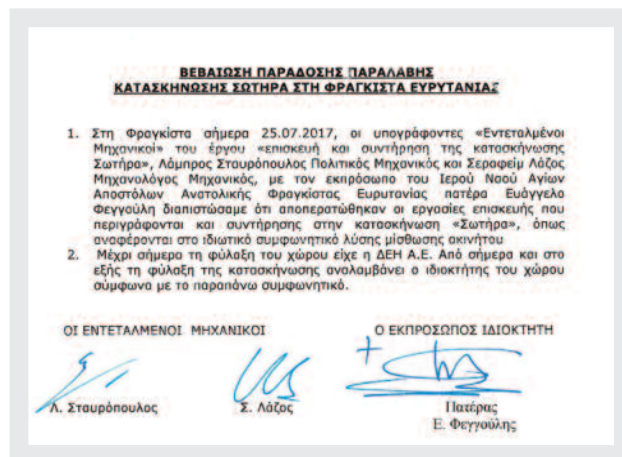 ΒΕΒΑΙΩΣΗ ΠΑΡΑΔΟΣΗΣ ΠΑΡΑΛΑΒΗΣ
ΚΑΤΑΣΚΗΝΩΣΗΣ ΣΩΤΗΡΑ ΣΤΗ ΦΡΑΓΚΙΣΤΑ ΕΥΡΥΤΑΝΙΑΣ
1. Στη Φραγκίστα σήμερα 25.07.2017, οι υπογράφοντες «Εντεταλμένοι
Μηχανικοί» του έργου «επισκευή και συντήρηση της κατασκήνωσης
Σωτήρα», Λάμπρος Σταυρόπουλος Πολιτικός Μηχανικός και Σεραφείμ Λάζος
Μηχανολόγος Μηχανικός, με τον εκπρόσωπο του Ιερού Ναού Αγίων
Αποστόλων Ανατολικής Φραγκίστας Ευρυτανίας πατέρα Ευάγγελο
Φεγγούλη διαπιστώσαμε ότι αποπερατώθηκαν οι εργασίες επισκευής που
περιγράφονται και συντήρησης στην κατασκήνωση «Σωτήρα», όπως
αναφέρονται στο ιδιωτικό συμφωνητικό λύσης μίσθωσης ακινήτου
2. Μέχρι σήμερα τη φύλαξη του χώρου είχε η ΔΕΗ Α.Ε. Από σήμερα και στο
εξής τη φύλαξη της κατασκήνωσης αναλαμβάνει ο ιδιοκτήτης του χώρου
σύμφωνα με το παραπάνω συμφωνητικό.
ΟΙ ΕΝΤΕΤΑΛΜΕΝΟΙ ΜΗΧΑΝΙΚΟΙ
Ο ΕΚΠΡΟΣΩΠΟΣ ΙΔΙΟΚΤΗΤΗ
Λ. Σταυρόπουλος
Σ. Λάζος
Πατέρας
Ε. Φεγγούλης